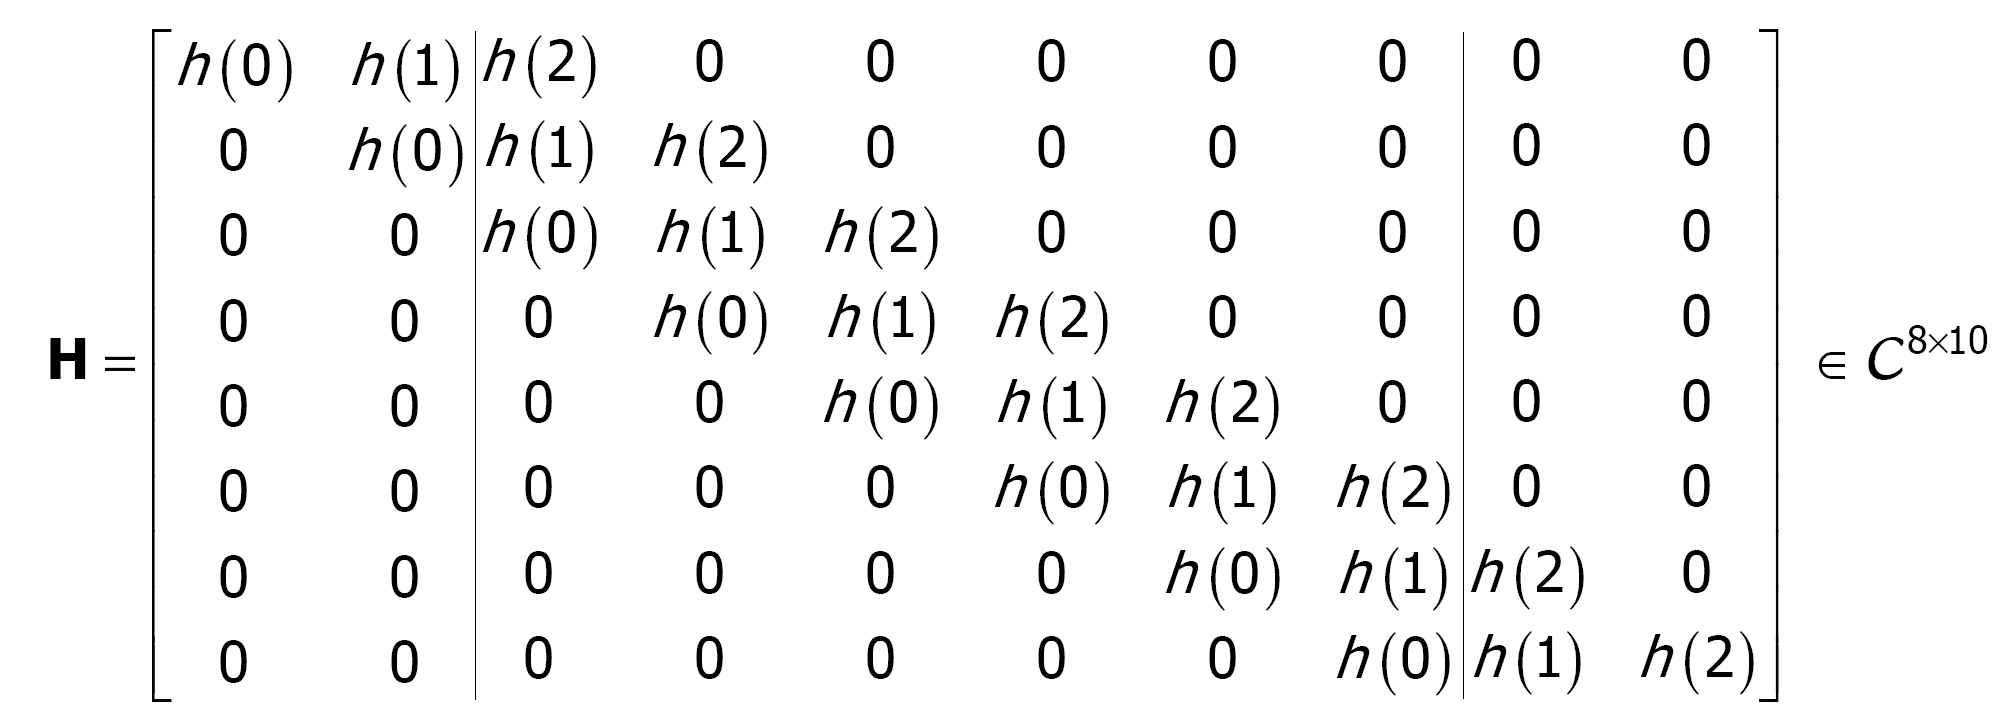 h(0) h(1) h(2) 0 0 0 0 0 0 0
0 h(0) h(1) h(2) 0 0 0 0 0 0
0 0 h(0) h(1) h(2) 0 0 0 0 0
0 0 0 h(0) h(1) h(2) 0 0 0 0
H = ∈ C^{8×10}
0 0 0 0 h(0) h(1) h(2) 0 0 0
0 0 0 0 0 h(0) h(1) h(2) 0 0
0 0 0 0 0 0 h(0) h(1) h(2) 0
0 0 0 0 0 0 0 h(0) h(1) h(2)